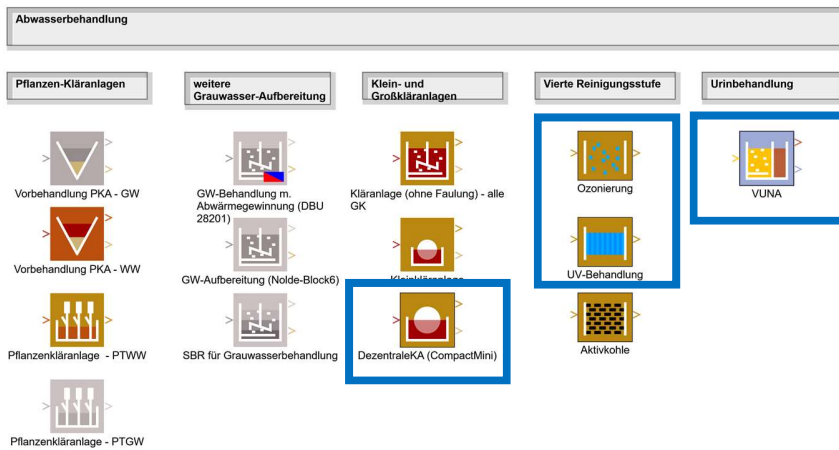 Abwasserbehandlung
Pflanzen-Kläranlagen
weitere
Grauwasser-Aufbereitung
Klein- und
Großkläranlagen
Vierte Reinigungsstufe
Urinbehandlung
Vorbehandlung PKA - GW
GW-Behandlung m.
Abwärmegewinnung (DBU
28201)
Kläranlage (ohne Faulung) - alle
GK
Ozonierung
VUNA
Vorbehandlung PKA - WW
GW-Aufbereitung (Nolde-Block6)
Kleinkläranlage
UV-Behandlung
Pflanzenkläranlage - PTWW
SBR für Grauwasserbehandlung
DezentraleKA (CompactMini)
Aktivkohle
Pflanzenkläranlage - PTGW